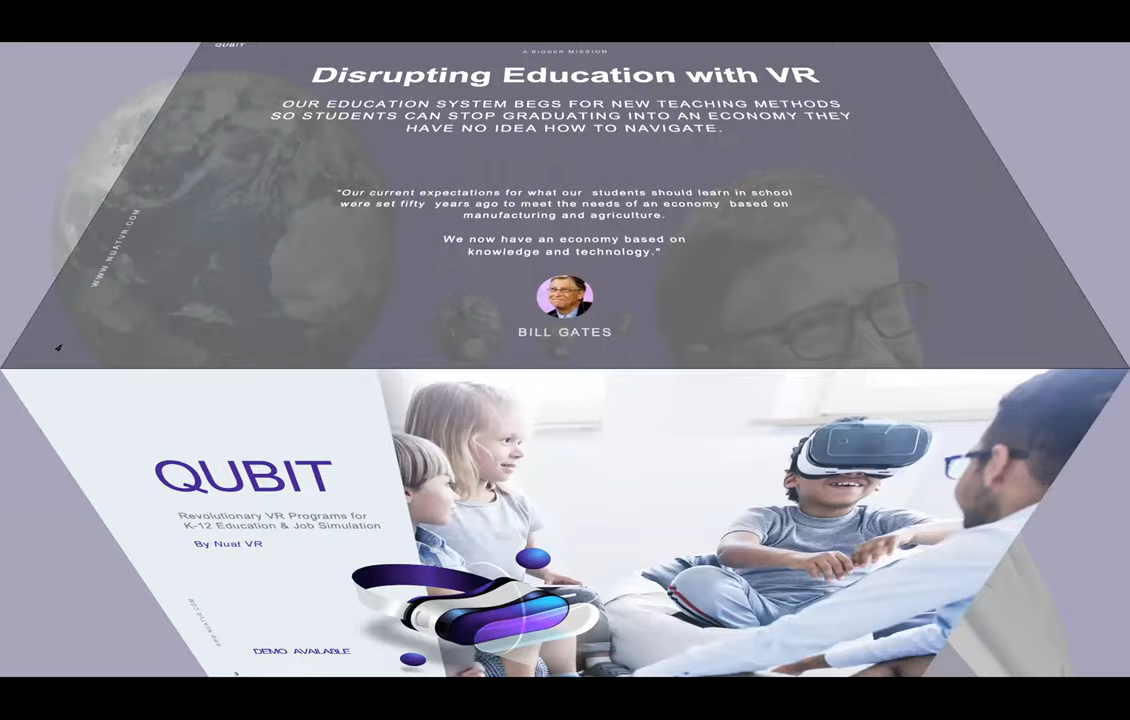 QUBIT
A BIGGER MISSION
Disrupting Education with VR
OUR EDUCATION SYSTEM BEGS FOR NEW TEACHING METHODS
SO STUDENTS CAN STOP GRADUATING INTO AN ECONOMY THEY
HAVE NO IDEA HOW TO NAVIGATE.
"Our current expectations for what our students should learn in school
were set fifty years ago to meet the needs of an economy based on
manufacturing and agriculture.
We now have an economy based on
knowledge and technology."
WWW.NUATVR.COM
BILL GATES
4
QUBIT
Revolutionary VR Programs for
K-12 Education & Job Simulation
By Nuat VR
WWW.NUATVR.COM
DEMO AVAILABLE